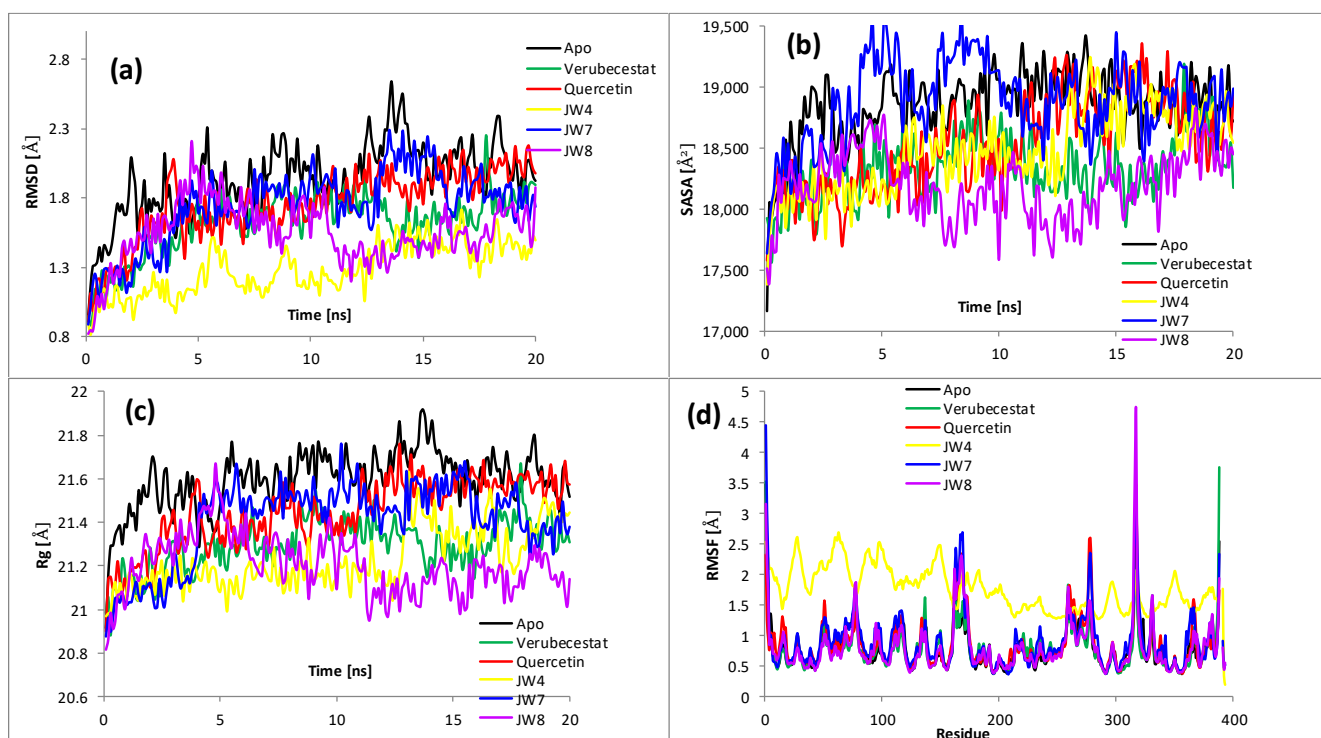 (a)
RMSD [Å]
2.8
2.3
1.8
1.3
0.8
0
5
10
15
20
Time [ns]
Apo
Verubecestat
Quercetin
JW4
JW7
JW8
(b)
SASA [Å²]
19,500
19,000
18,500
18,000
17,500
17,000
0
5
10
15
20
Time [ns]
Apo
Verubecestat
Quercetin
JW4
JW7
JW8
(c)
Rg [Å]
22
21.8
21.6
21.4
21.2
21
20.8
20.6
0
5
10
15
20
Time [ns]
Apo
Verubecestat
Quercetin
JW4
JW7
JW8
(d)
RMSF [Å]
5
4.5
4
3.5
3
2.5
2
1.5
1
0.5
0
0
100
200
300
400
Residue
Apo
Verubecestat
Quercetin
JW4
JW7
JW8